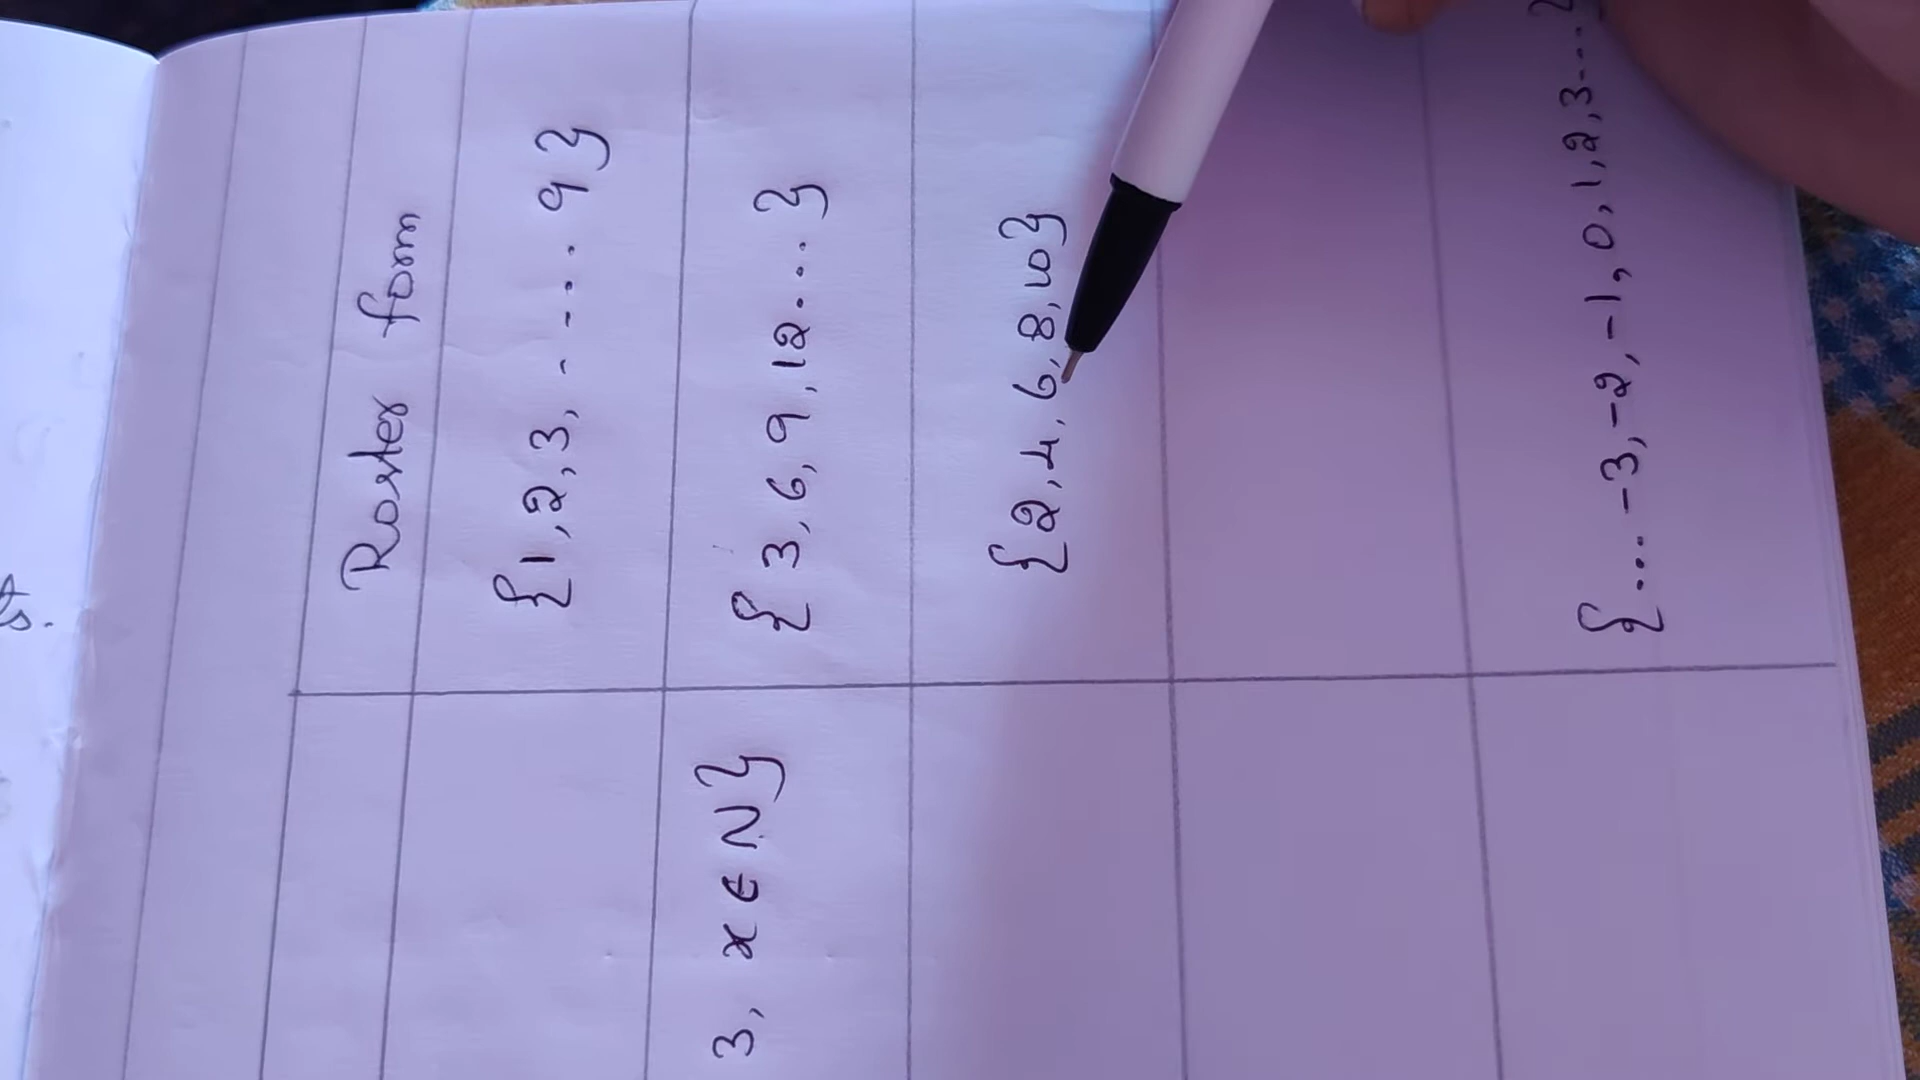 Roster form
{1, 2, 3, - - . . . 9}
{3, 6, 9, 12 . . . }
3, x ∈ N}
{2, 4, 6, 8, 10}
{... -3, -2, -1, 0, 1, 2, 3 ... }